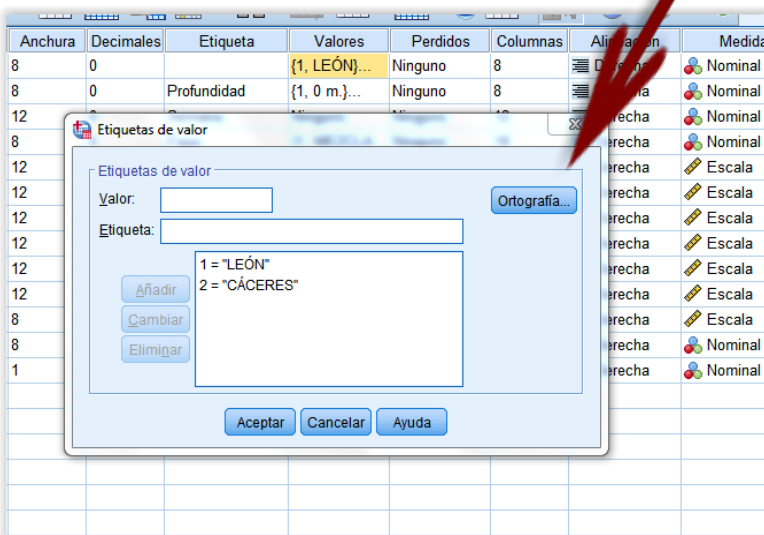 Anchura Decimales Etiqueta Valores Perdidos Columnas Medida
8 0 {1, LEÓN}... Ninguno 8 Nominal
8 0 Profundidad {1, 0 m.}... Ninguno 8 Nominal
12 erecha Nominal
8 erecha Nominal
12 erecha Escala
12 erecha Escala
12 erecha Escala
12 erecha Escala
12 erecha Escala
12 erecha Escala
8 erecha Escala
8 erecha Nominal
1 erecha Nominal
Etiquetas de valor
Etiquetas de valor
Valor:
Ortografía...
Etiqueta:
1 = "LEÓN"
2 = "CÁCERES"
Añadir
Cambiar
Eliminar
Aceptar Cancelar Ayuda